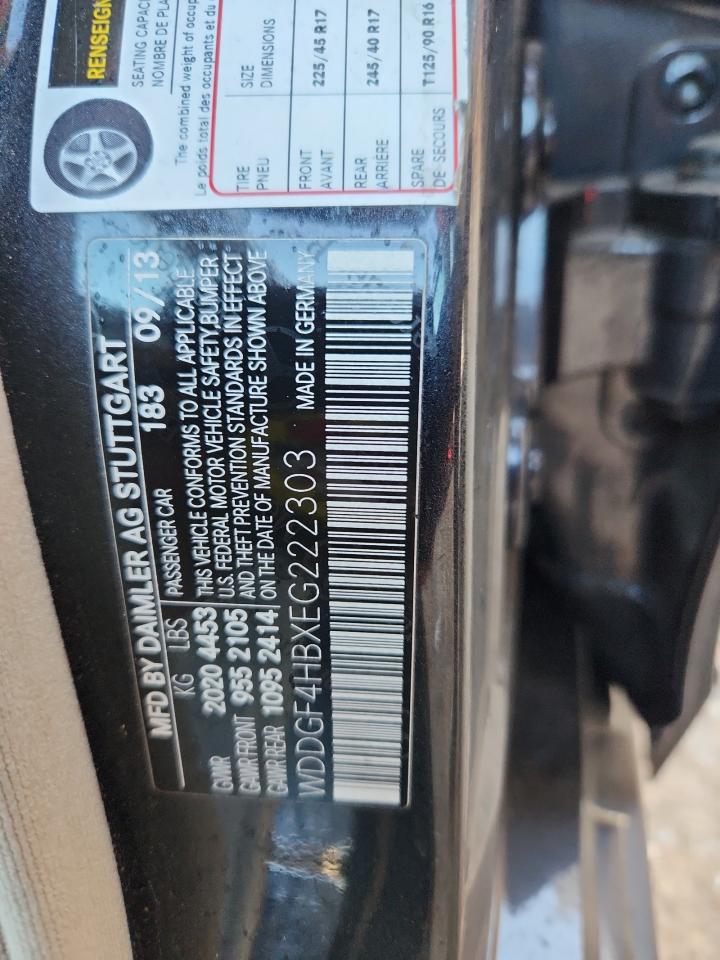 MFD BY DAIMLER AG STUTTGART
183 09/13
KG LBS PASSENGER CAR
GWR 2020 4453 THIS VEHICLE CONFORMS TO ALL APPLICABLE
GWR FRONT 955 2105 U.S. FEDERAL MOTOR VEHICLE SAFETY, BUMPER
GWR REAR 1095 2414 AND THEFT PREVENTION STANDARDS IN EFFECT
ON THE DATE OF MANUFACTURE SHOWN ABOVE
WDDGF4HBXEG222303 MADE IN GERMANY
RENSEIGN
SEATING CAPAC
NOMBRE DE PLA
The combined weight of occup
Le poids total des occupants et du
TIRE SIZE
PNEU DIMENSIONS
FRONT 225/45 R17
AVANT
REAR 245/40 R17
ARRIÈRE
SPARE T125/90 R16
DE SECOURS